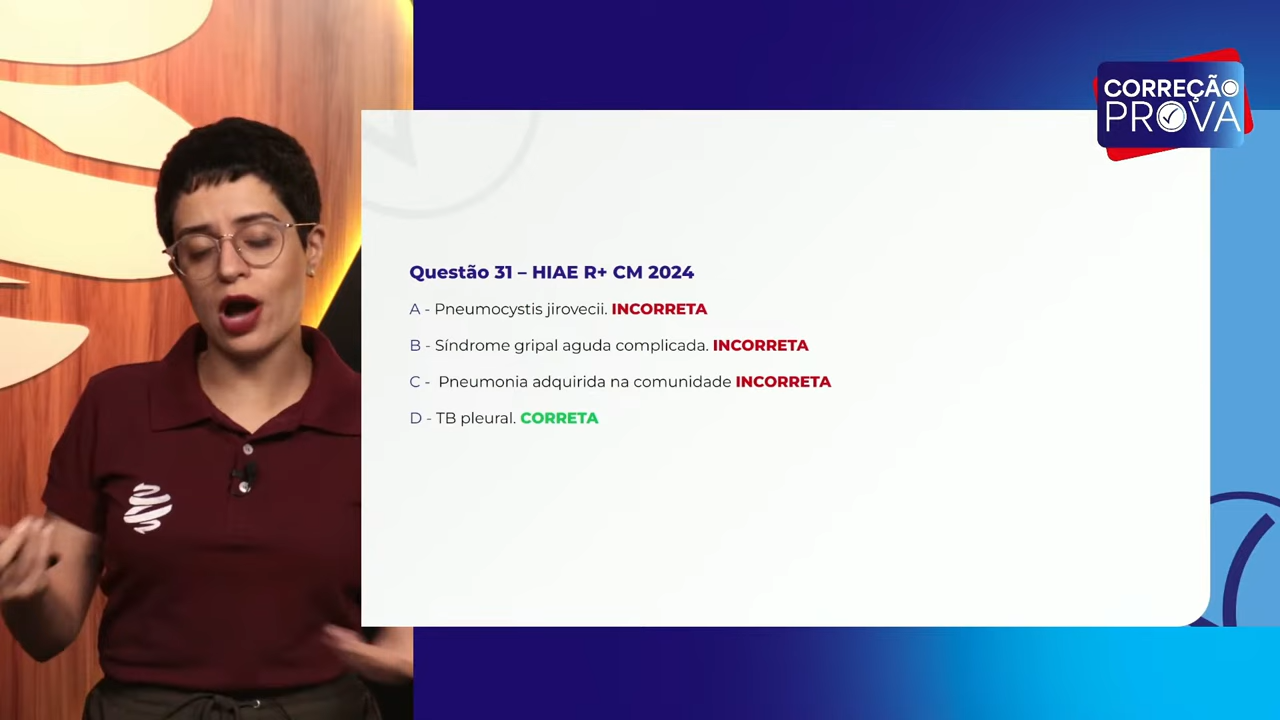 CORREÇÃO
PROVA
Questão 31 – HIAE R+ CM 2024
A - Pneumocystis jirovecii. INCORRETA
B - Síndrome gripal aguda complicada. INCORRETA
C - Pneumonia adquirida na comunidade INCORRETA
D - TB pleural. CORRETA